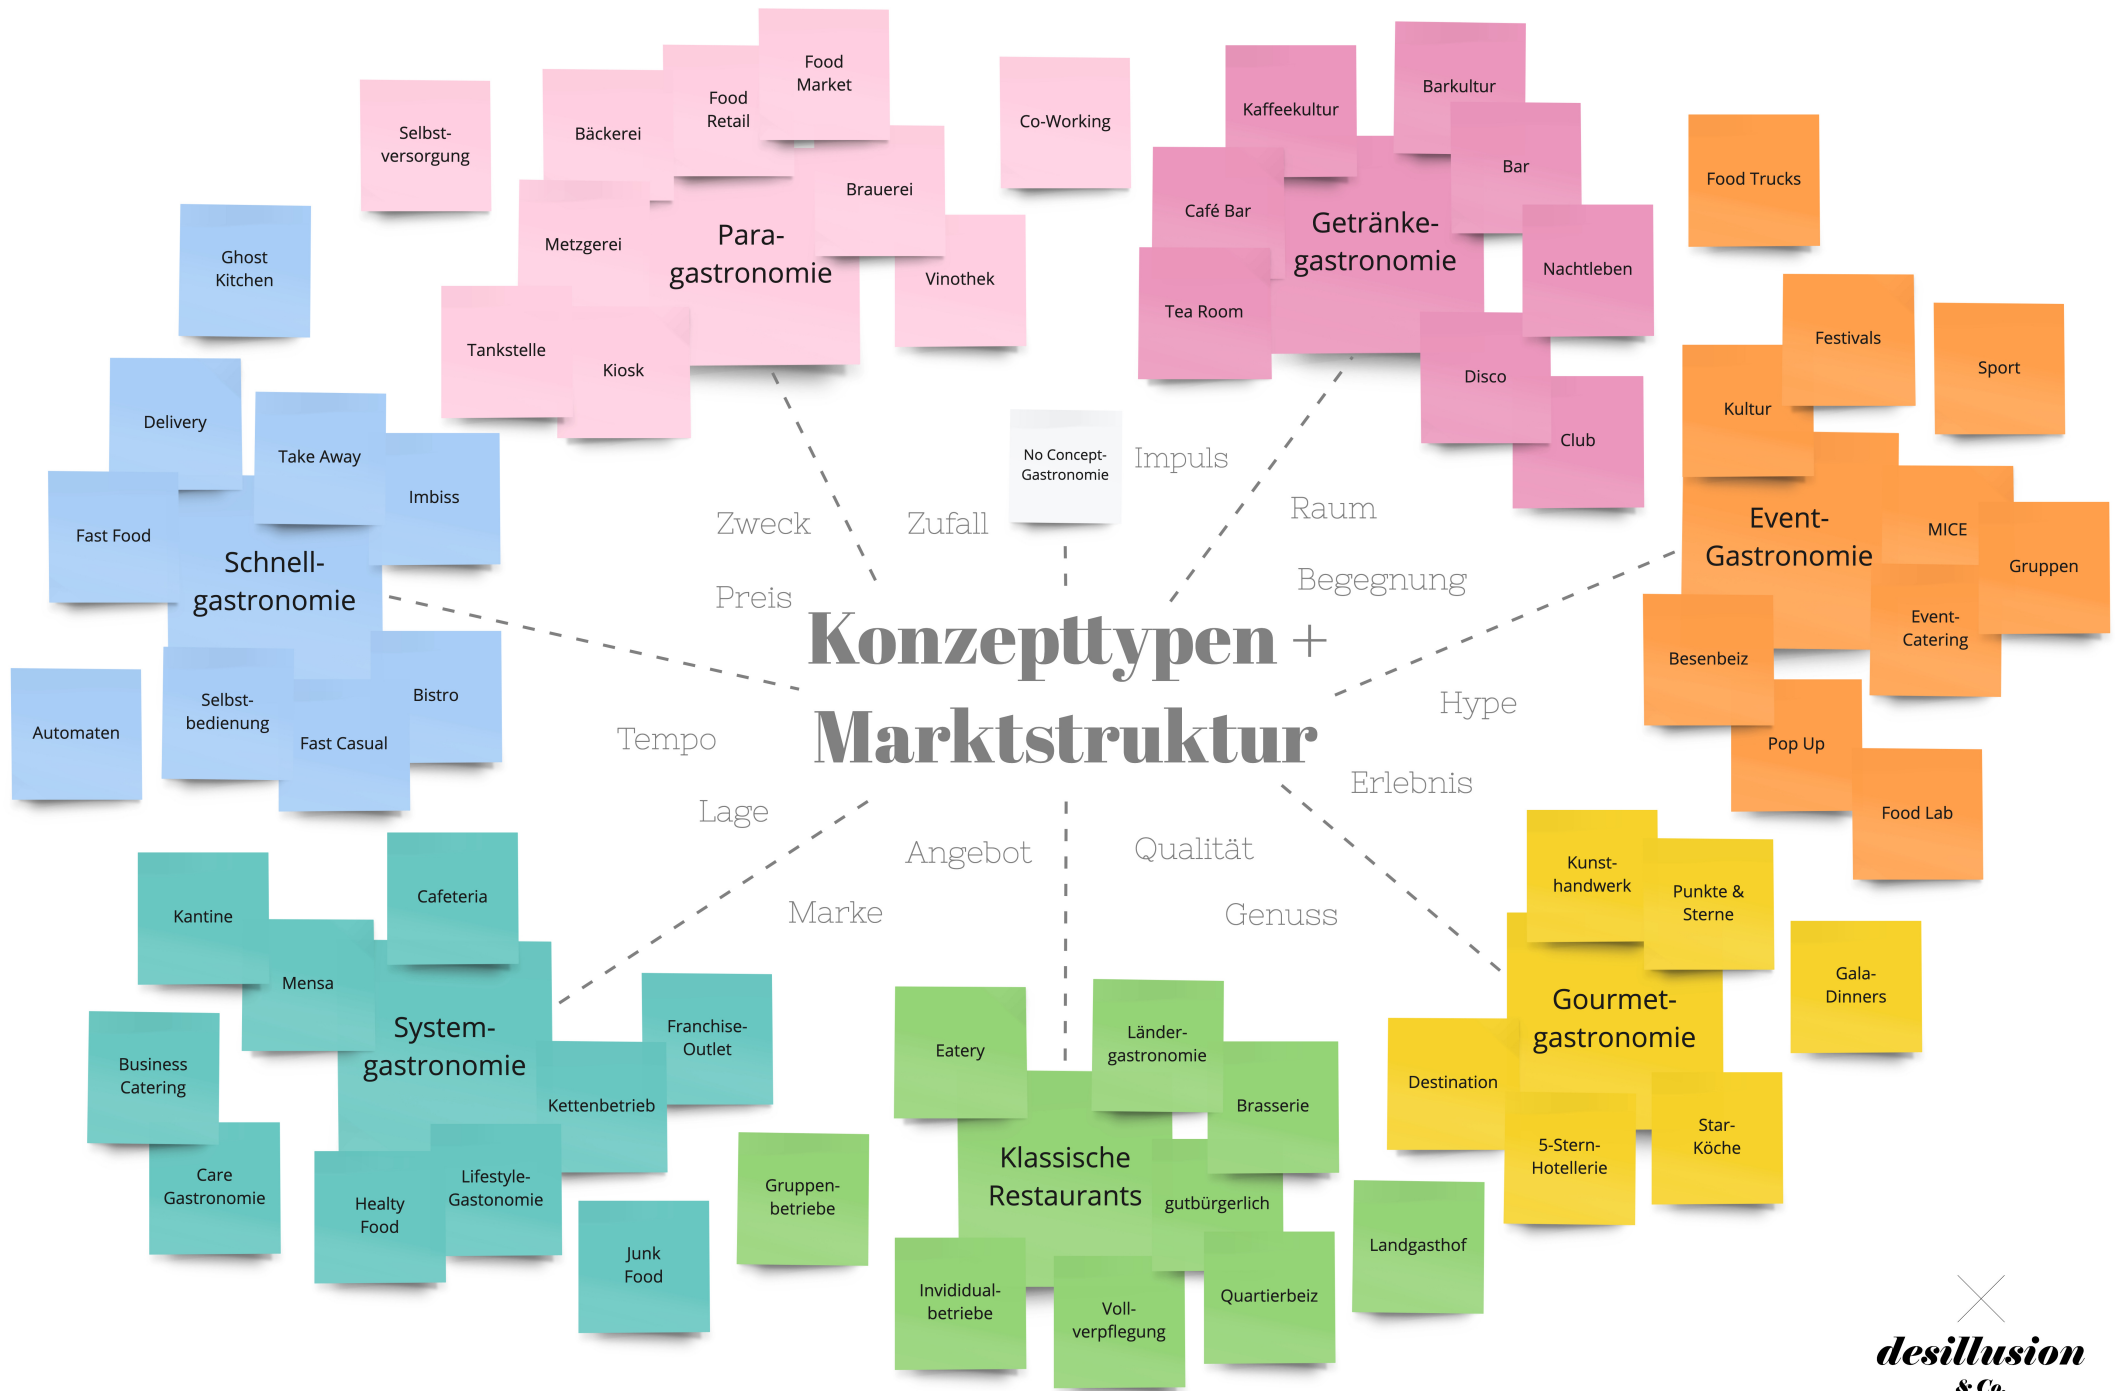 Selbst-
versorgung
Bäckerei
Food
Retail
Food
Market
Metzgerei
Para-
gastronomie
Brauerei
Vinothek
Tankstelle
Kiosk
Co-Working
Kaffeekultur
Barkultur
Bar
Café Bar
Getränke-
gastronomie
Tea Room
Nachtleben
Disco
Club
Food Trucks
Festivals
Sport
Kultur
Event-
Gastronomie
MICE
Gruppen
Event-
Catering
Besenbeiz
Pop Up
Food Lab
Ghost
Kitchen
Delivery
Take Away
Imbiss
Fast Food
Schnell-
gastronomie
Automaten
Selbst-
bedienung
Fast Casual
Bistro
No Concept-
Gastronomie
Impuls
Zweck
Zufall
Raum
Preis
Begegnung
Konzepttypen +
Marktstruktur
Hype
Tempo
Erlebnis
Lage
Angebot
Qualität
Marke
Genuss
Kantine
Cafeteria
Mensa
System-
gastronomie
Franchise-
Outlet
Business
Catering
Kettenbetrieb
Care
Gastronomie
Healty
Food
Lifestyle-
Gastonomie
Junk
Food
Gruppen-
betriebe
Eatery
Länder-
gastronomie
Brasserie
Klassische
Restaurants
gutbürgerlich
Invididual-
betriebe
Voll-
verpflegung
Quartierbeiz
Landgasthof
Kunst-
handwerk
Punkte &
Sterne
Gala-
Dinners
Gourmet-
gastronomie
Destination
5-Stern-
Hotellerie
Star-
Köche
desillusion
& Co.